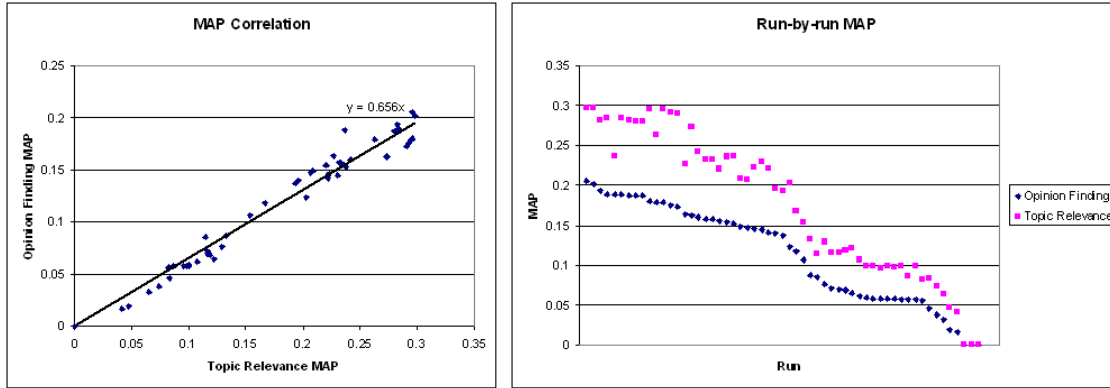 MAP Correlation
0.25
0.2
0.15
0.1
0.05
0
y = 0.656x
0 0.05 0.1 0.15 0.2 0.25 0.3 0.35
Opinion Finding MAP
Topic Relevance MAP
Run-by-run MAP
0.35
0.3
0.25
0.2
0.15
0.1
0.05
0
MAP
Run
Opinion Finding
Topic Relevance